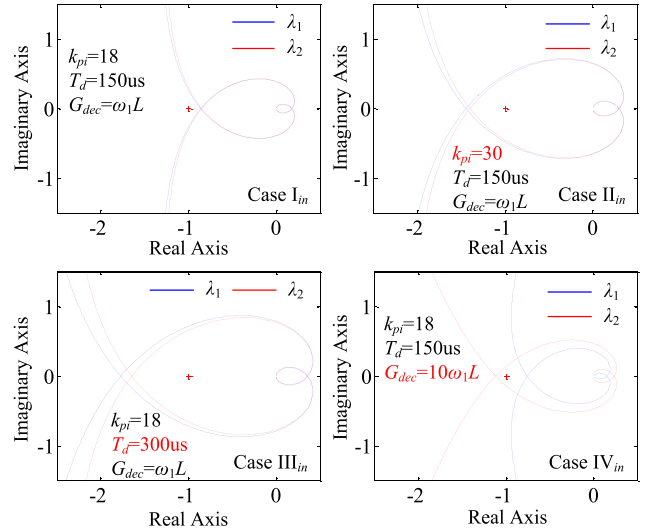 λ1
λ2
kpi=18
Td=150us
Gdec=ω1L
Case Iin
1
0
-1
-2
-1
0
Real Axis
Imaginary Axis
λ1
λ2
kpi=30
Td=150us
Gdec=ω1L
Case IIin
1
0
-1
-2
-1
0
Real Axis
Imaginary Axis
λ1
λ2
kpi=18
Td=300us
Gdec=ω1L
Case IIIin
1
0
-1
-2
-1
0
Real Axis
Imaginary Axis
λ1
λ2
kpi=18
Td=150us
Gdec=10ω1L
Case IVin
1
0
-1
-2
-1
0
Real Axis
Imaginary Axis